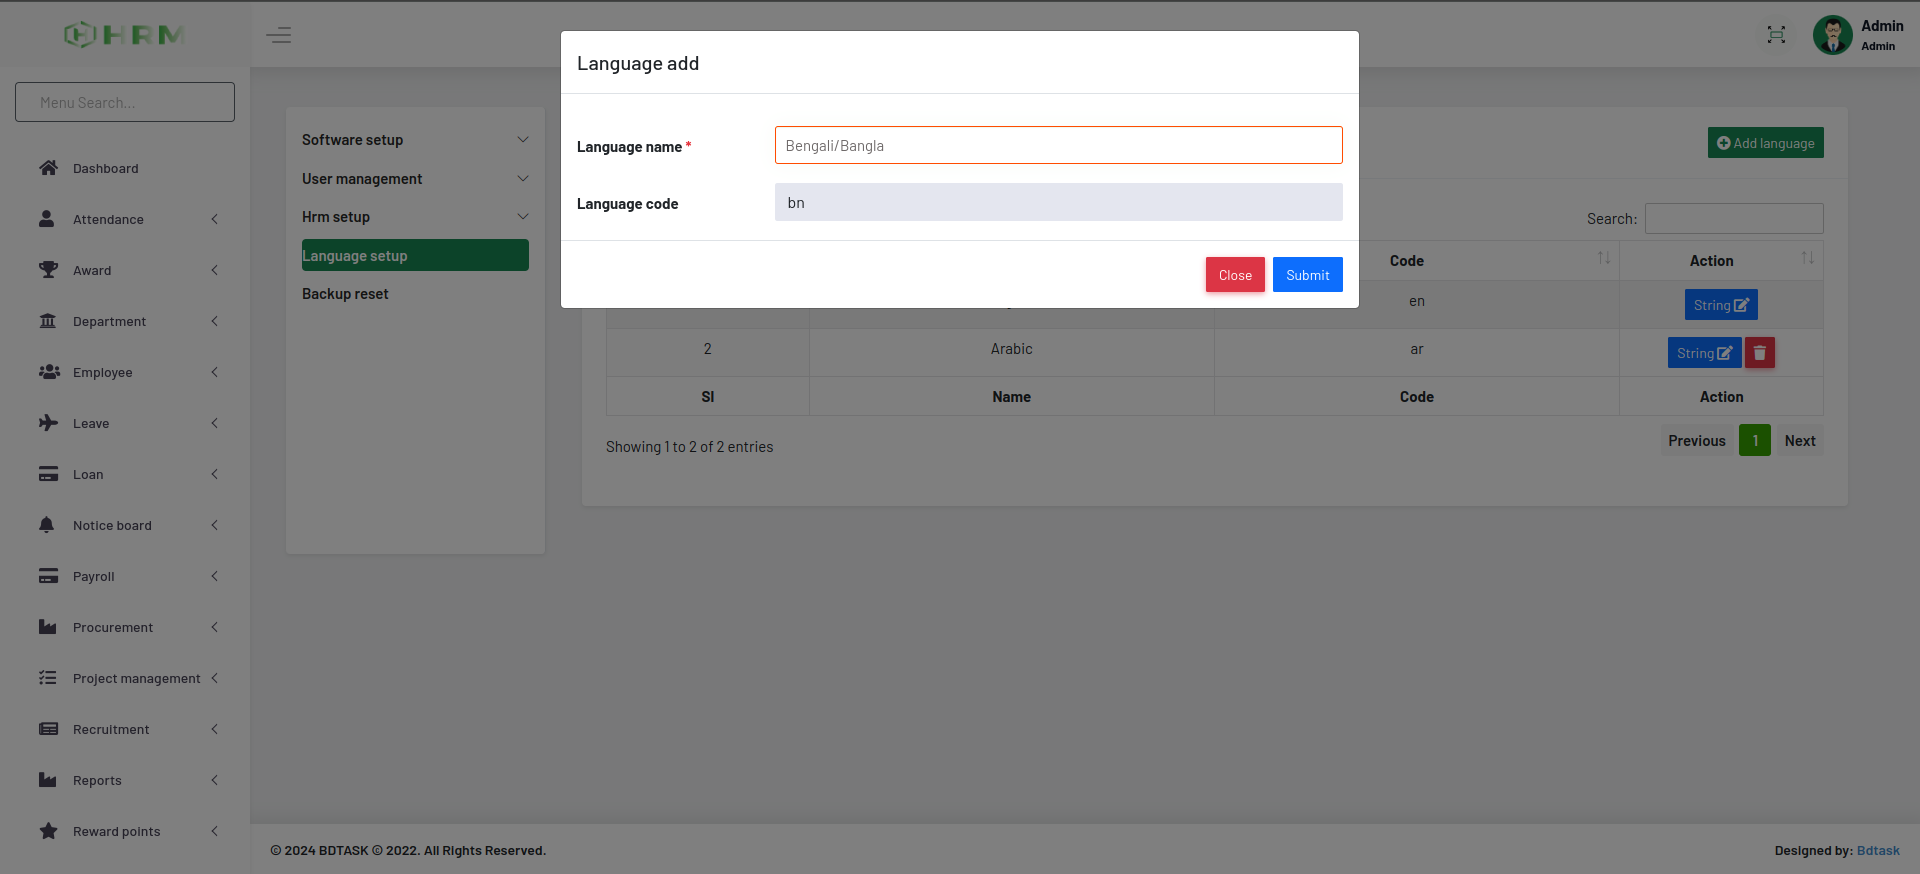 HRM
Admin
Admin
Menu Search...
Dashboard
Attendance
Award
Department
Employee
Leave
Loan
Notice board
Payroll
Procurement
Project management
Recruitment
Reports
Reward points
Software setup
User management
Hrm setup
Language setup
Backup reset
Language add
Language name *
Bengali/Bangla
Language code
bn
Close
Submit
Add language
Search:
Code
Action
en
String
2
Arabic
ar
String
Sl
Name
Code
Action
Showing 1 to 2 of 2 entries
Previous
1
Next
© 2024 BDTASK © 2022. All Rights Reserved.
Designed by: Bdtask